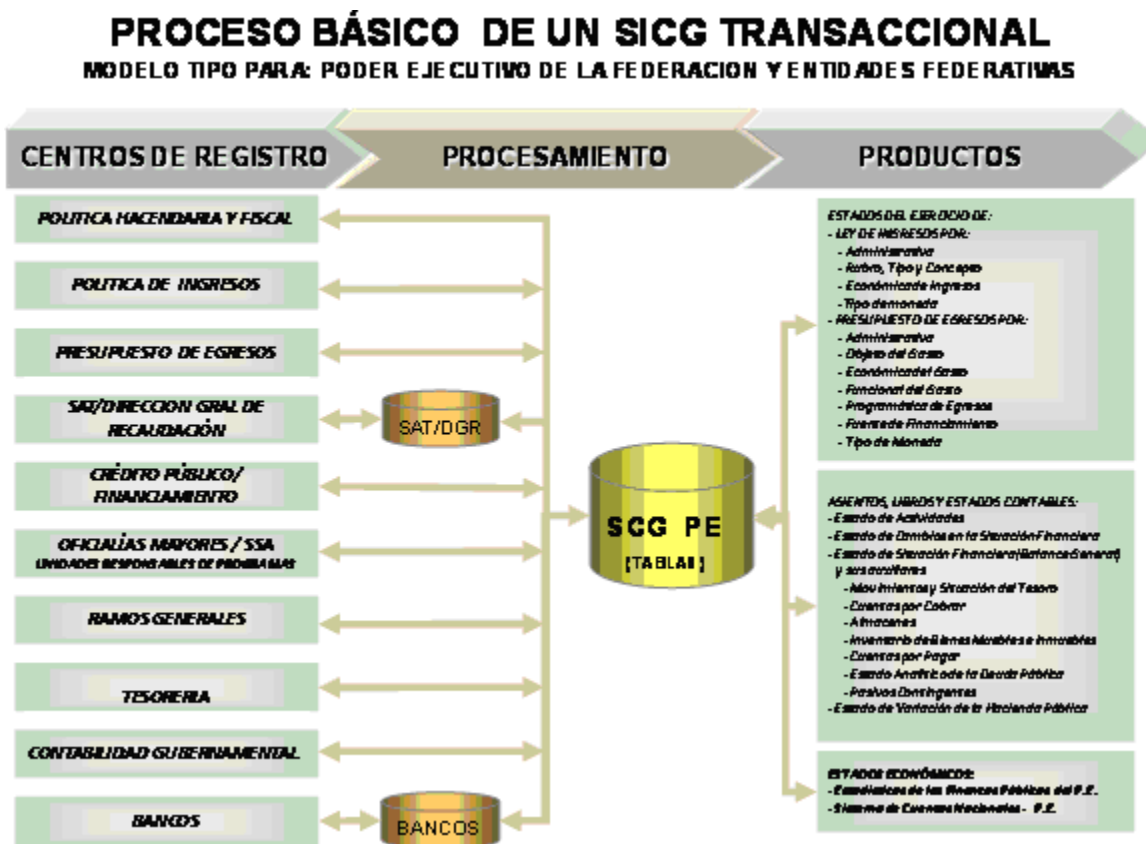 PROCESO BÁSICO DE UN SICG TRANSACCIONAL
MODELO TIPO PARA: PODER EJECUTIVO DE LA FEDERACION Y ENTIDADES FEDERATIVAS
CENTROS DE REGISTRO
PROCESAMIENTO
PRODUCTOS
POLITICA HACENDARIA Y FISCAL
POLITICA DE INGRESOS
PRESUPUESTO DE EGRESOS
SAT/DIRECCION GRAL DE
RECAUDACIÓN
CRÉDITO PÚBLICO/
FINANCIAMIENTO
OFICIALÍAS MAYORES / SSA
UNIDADES RESPONSABLES DE PROGRAMAS
RAMOS GENERALES
TESORERIA
CONTABILIDAD GUBERNAMENTAL
BANCOS
SAT/DGR
BANCOS
SCG PE
ESTADOS DEL EJERCICIO DE:
- LEY DE INGRESOS POR:
- Administrativa
- Rubro, Tipo y Concepto
- Económica de Ingresos
- Tipo de moneda
- PRESUPUESTO DE EGRESOS POR:
- Administrativa
- Objeto del Gasto
- Económica del Gasto
- Funcional del Gasto
- Programática de Egresos
- Fuente de Financiamiento
- Tipo de Moneda
ASIENTOS, LIBROS Y ESTADOS CONTABLES:
- Estado de Actividades
- Estado de Cambios en la Situación Financiera
- Estado de Situación Financiera (Balance General)
y sus auxiliares
- Movimientos y Situación del Tesoro
- Cuentas por Cobrar
- Almacenes
- Inventario de Bienes Muebles e Inmuebles
- Cuentas por Pagar
- Estado Analítico de la Deuda Pública
- Pasivos Contingentes
- Estado de Variación de la Hacienda Pública
ESTADOS ECONÓMICOS:
- Estadísticas de las Finanzas Públicas del P.E.
- Sistema de Cuentas Nacionales - P.E.